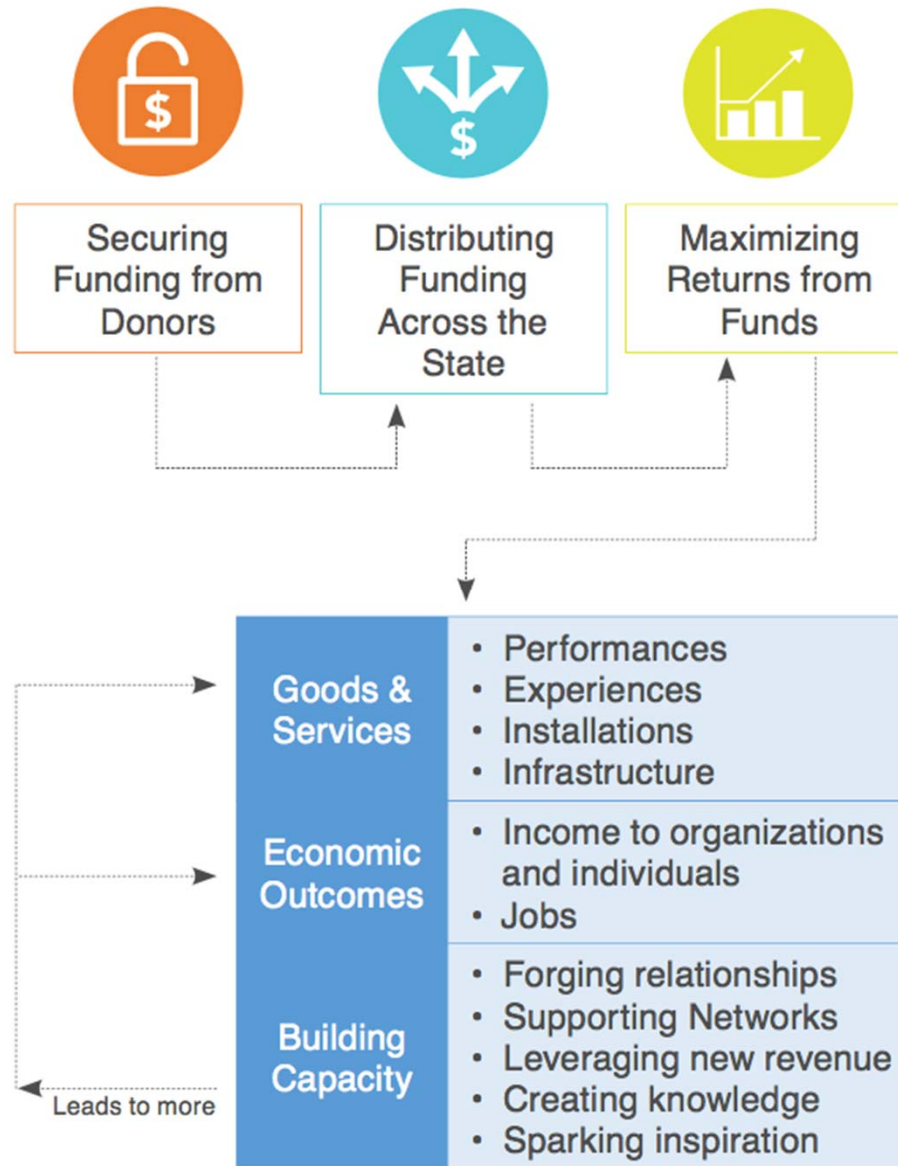 $
$
Securing
Funding from
Donors
Distributing
Funding
Across the
State
Maximizing
Returns from
Funds
Goods &
Services
• Performances
• Experiences
• Installations
• Infrastructure
Economic
Outcomes
• Income to organizations
and individuals
• Jobs
Building
Capacity
• Forging relationships
• Supporting Networks
• Leveraging new revenue
• Creating knowledge
• Sparking inspiration
Leads to more